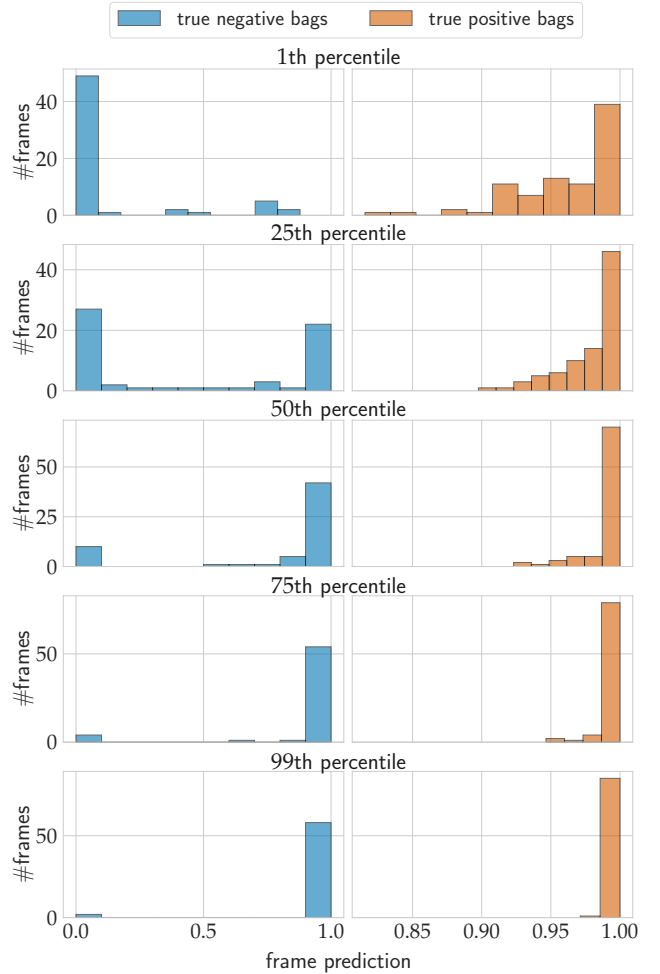 true negative bags true positive bags
1th percentile
#frames
40
20
0
25th percentile
#frames
40
20
0
50th percentile
#frames
50
25
0
75th percentile
#frames
50
0
99th percentile
#frames
50
0
0.0 0.5 1.0 0.85 0.90 0.95 1.00
frame prediction